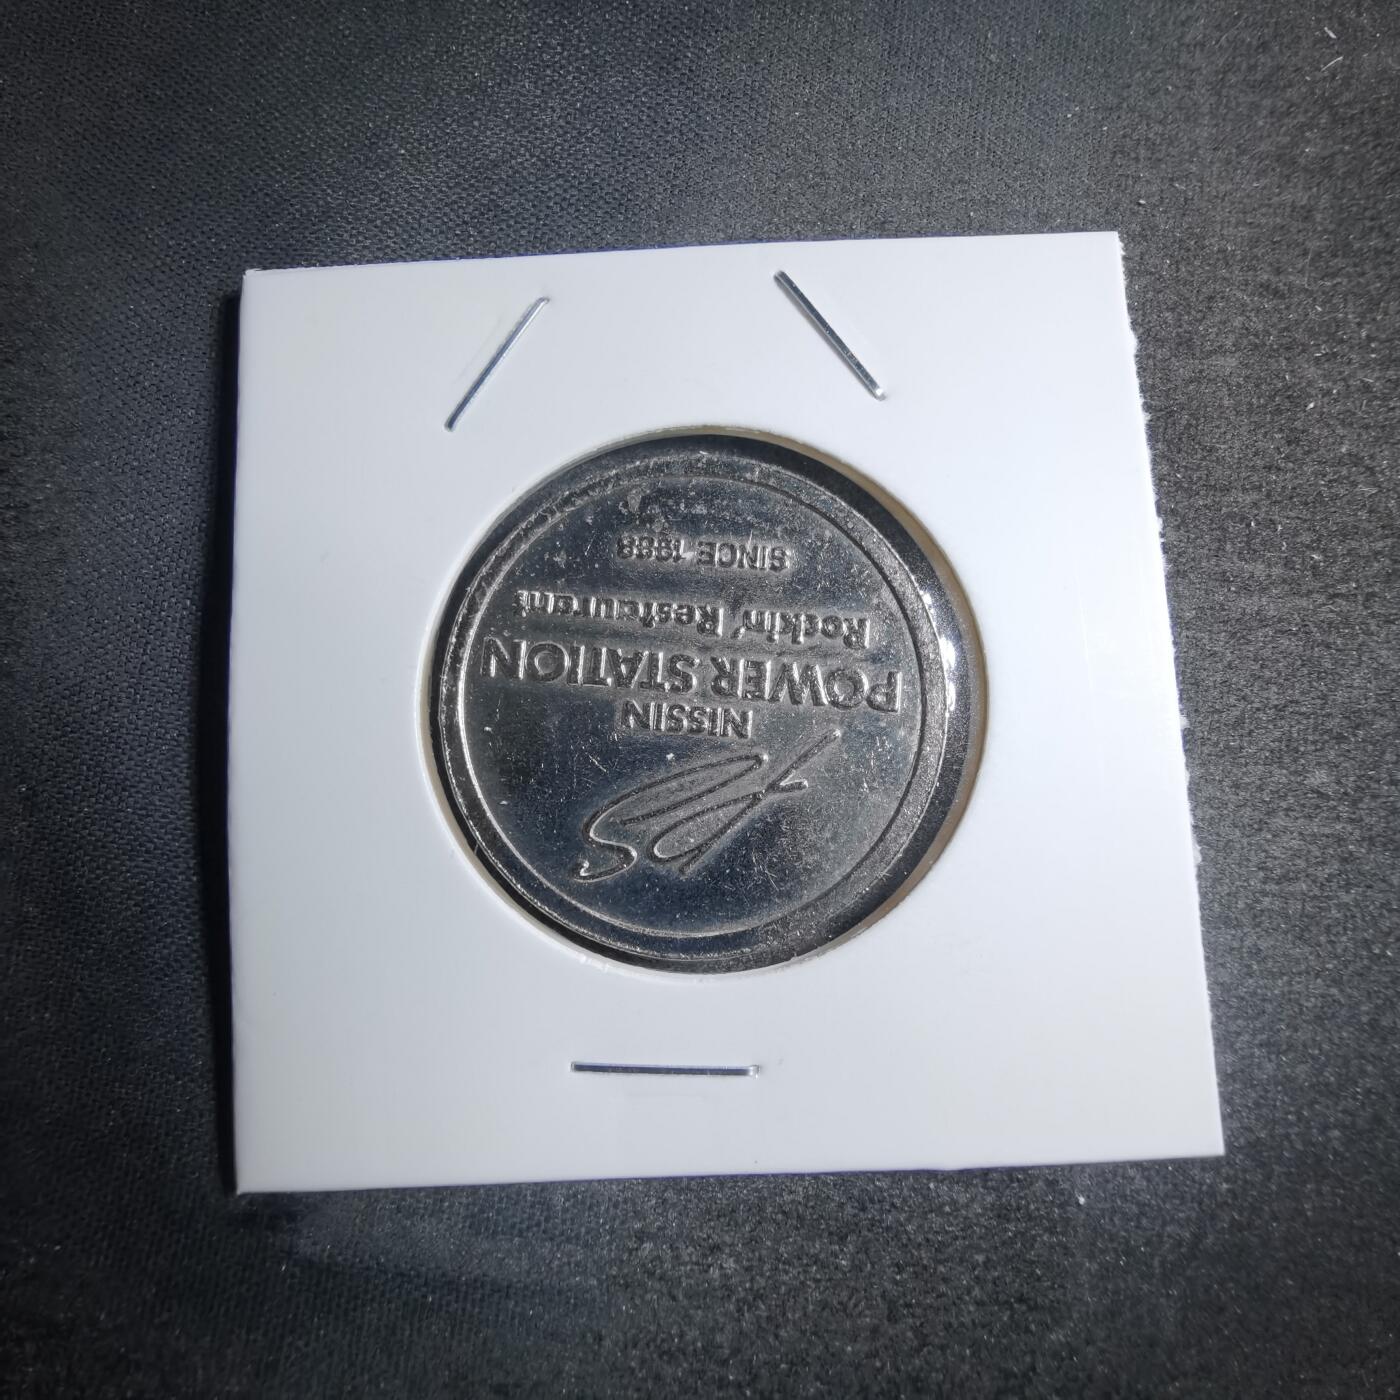 NISSIN
POWER STATION
Rockin' Restaurant
SINCE 1988